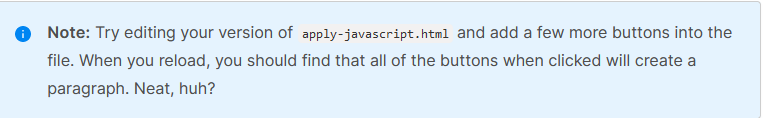 Note: Try editing your version of apply-javascript.html and add a few more buttons into the
file. When you reload, you should find that all of the buttons when clicked will create a
paragraph. Neat, huh?